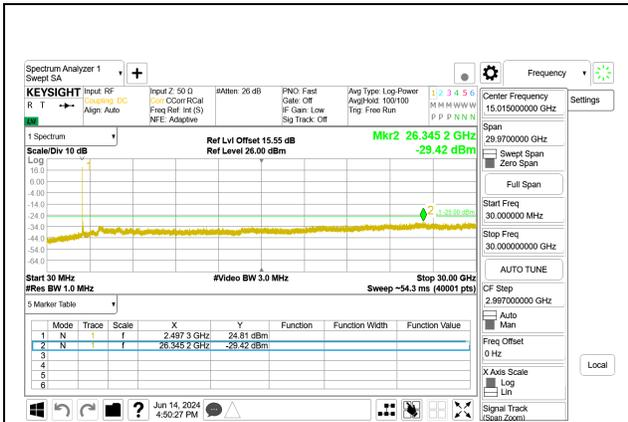 Spectrum Analyzer 1
Swept SA
Frequency
KEYSIGHT
R T
Input: RF
Coupling: DC
Align: Auto
Input Z: 50 Ω
Corr CCorr RCal
Freq Ref: Int (S)
NFE: Adaptive
#Atten: 26 dB
PNO: Fast
Gate: Off
IF Gain: Low
Sig Track: Off
Avg Type: Log-Power
Avg|Hold: 100/100
Trig: Free Run
1 2 3 4 5 6
M M M W W W
P P P N N N
Settings
1 Spectrum
Scale/Div 10 dB
Ref Lvl Offset 15.55 dB
Ref Level 26.00 dBm
Mkr2 26.345 2 GHz
-29.42 dBm
Log
16.0
6.00
-4.00
-14.0
-24.0
-34.0
-44.0
-54.0
-64.0
1
2
Start 30 MHz
#Res BW 1.0 MHz
#Video BW 3.0 MHz
Stop 30.00 GHz
Sweep ~54.3 ms (40001 pts)
5 Marker Table
Mode Trace Scale X Y Function Function Width Function Value
1 N 1 f 2.497 3 GHz 24.81 dBm
2 N 1 f 26.345 2 GHz -29.42 dBm
3
4
5
6
Jun 14, 2024
4:50:27 PM
?
Center Frequency
15.015000000 GHz
Span
29.9700000 GHz
Swept Span
Zero Span
Full Span
Start Freq
30.000000 MHz
Stop Freq
30.000000000 GHz
AUTO TUNE
CF Step
2.997000000 GHz
Auto
Man
Freq Offset
0 Hz
X Axis Scale
Log
Lin
Signal Track
(Span Zoom)
Local